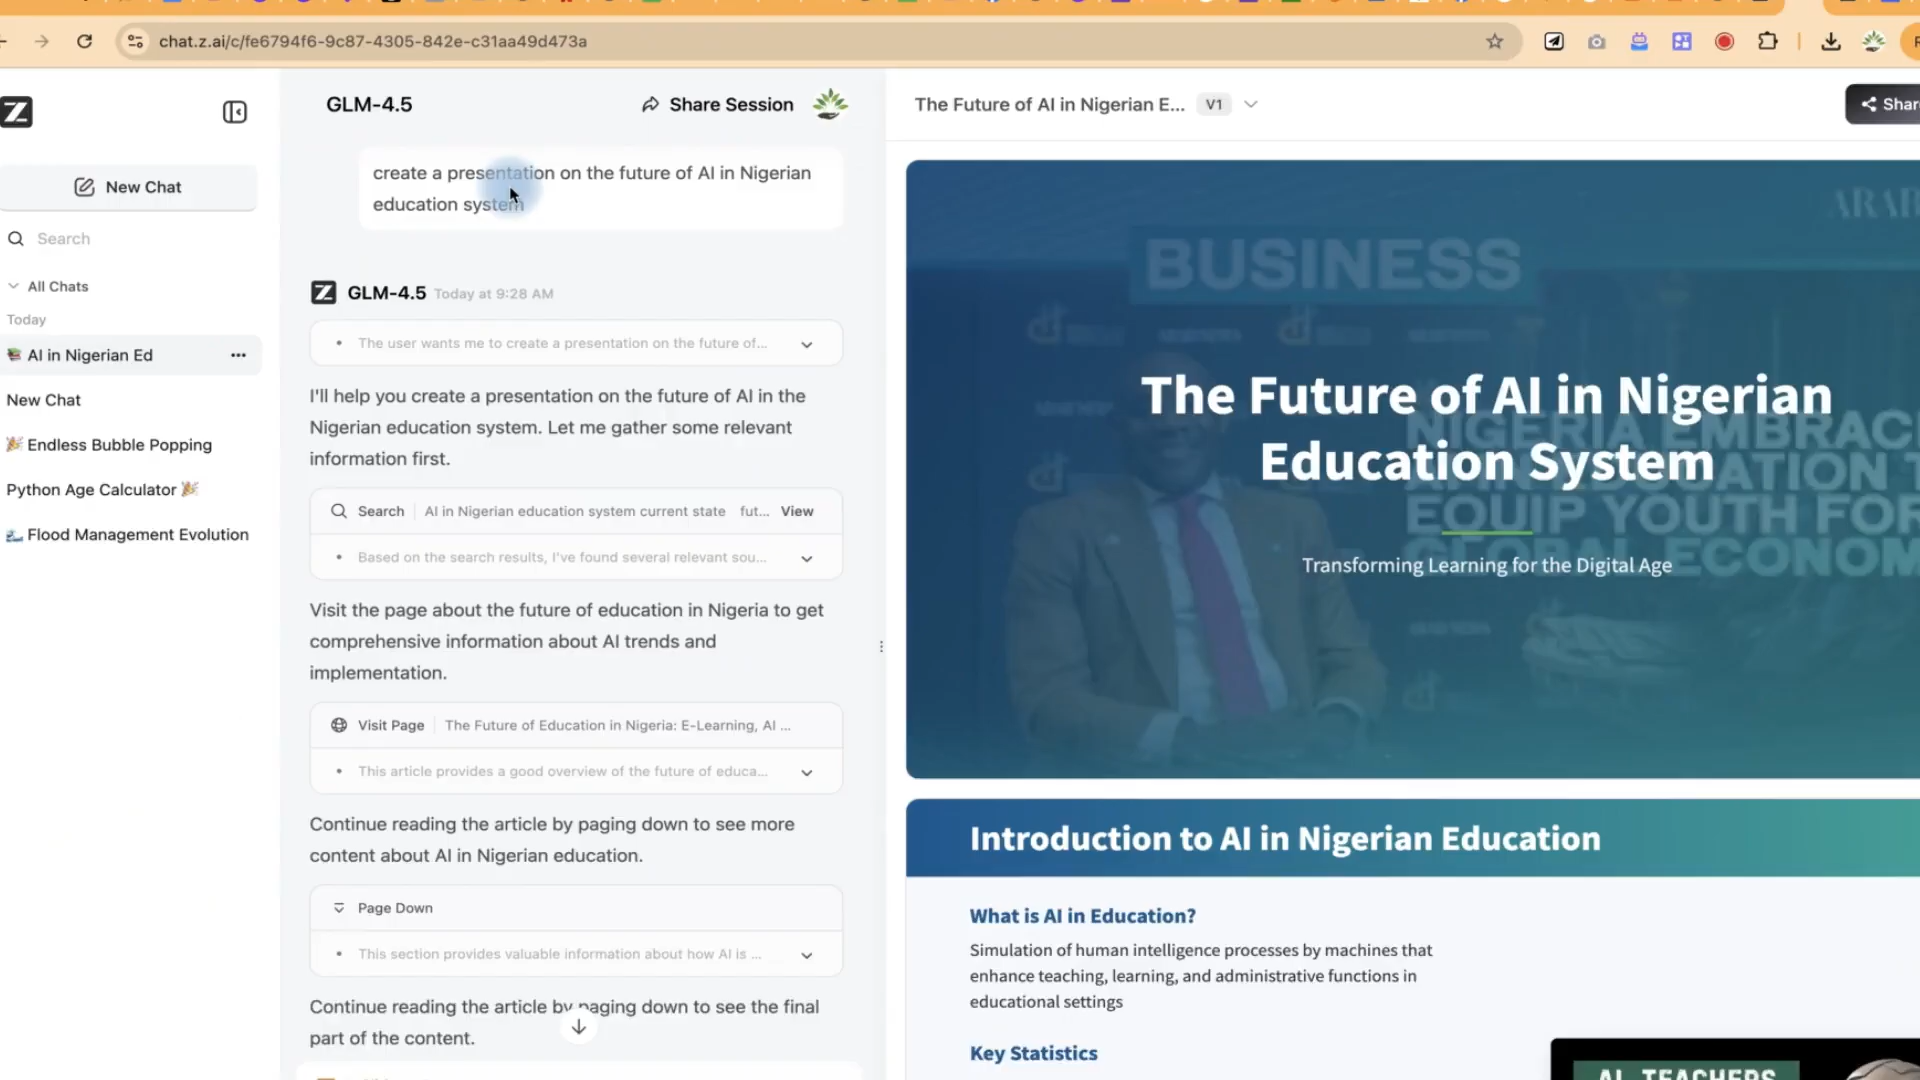 chat.z.ai/c/fe6794f6-9c87-4305-842e-c31aa49d473a
New Chat
Search
All Chats
Today
AI in Nigerian Ed
New Chat
Endless Bubble Popping
Python Age Calculator
Flood Management Evolution
GLM-4.5
Share Session
create a presentation on the future of AI in Nigerian
education system
GLM-4.5 Today at 9:28 AM
The user wants me to create a presentation on the future of...
I'll help you create a presentation on the future of AI in the
Nigerian education system. Let me gather some relevant
information first.
Search AI in Nigerian education system current state fut... View
Based on the search results, I've found several relevant sou...
Visit the page about the future of education in Nigeria to get
comprehensive information about AI trends and
implementation.
Visit Page The Future of Education in Nigeria: E-Learning, AI ...
This article provides a good overview of the future of educa...
Continue reading the article by paging down to see more
content about AI in Nigerian education.
Page Down
This section provides valuable information about how AI is ...
Continue reading the article by paging down to see the final
part of the content.
The Future of AI in Nigerian E... V1
Shar
ARAB
BUSINESS
NIGERIA EMBRAC
EQUIP YOUTH FOR
GLOBAL ECONOM
The Future of AI in Nigerian
Education System
Transforming Learning for the Digital Age
Introduction to AI in Nigerian Education
What is AI in Education?
Simulation of human intelligence processes by machines that
enhance teaching, learning, and administrative functions in
educational settings
Key Statistics
AI TEACHERS